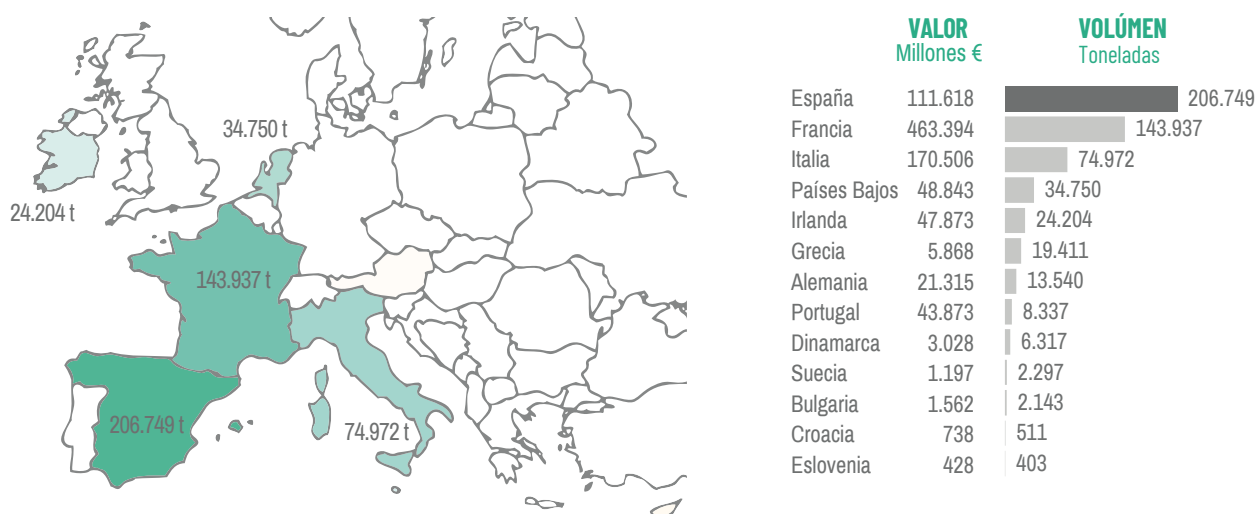 34.750 t
24.204 t
143.937 t
206.749 t
74.972 t
VALOR VOLÚMEN
Millones € Toneladas
España 111.618 206.749
Francia 463.394 143.937
Italia 170.506 74.972
Países Bajos 48.843 34.750
Irlanda 47.873 24.204
Grecia 5.868 19.411
Alemania 21.315 13.540
Portugal 43.873 8.337
Dinamarca 3.028 6.317
Suecia 1.197 2.297
Bulgaria 1.562 2.143
Croacia 738 511
Eslovenia 428 403